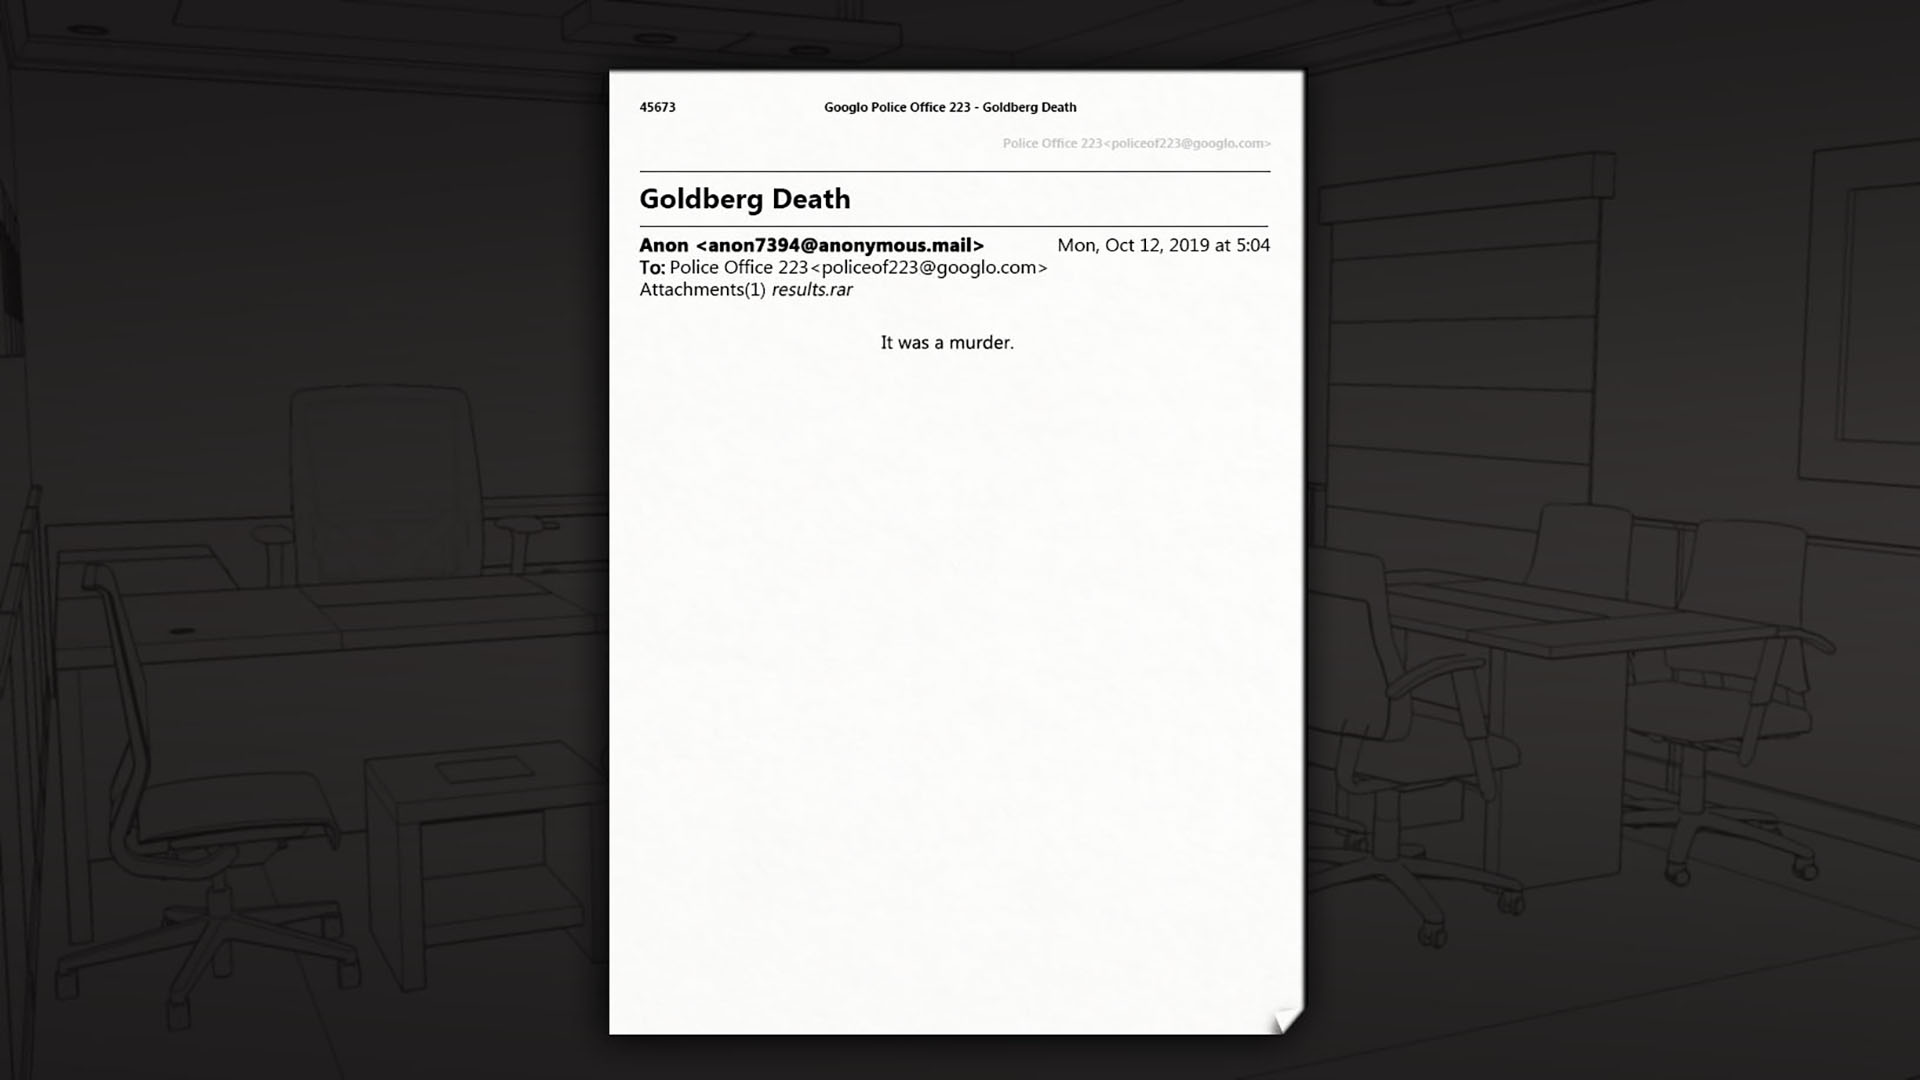 45673 Googlo Police Office 223 - Goldberg Death
Police Office 223<policeof223@googlo.com>
Goldberg Death
Anon <anon7394@anonymous.mail> Mon, Oct 12, 2019 at 5:04
To: Police Office 223<policeof223@googlo.com>
Attachments(1) results.rar
It was a murder.